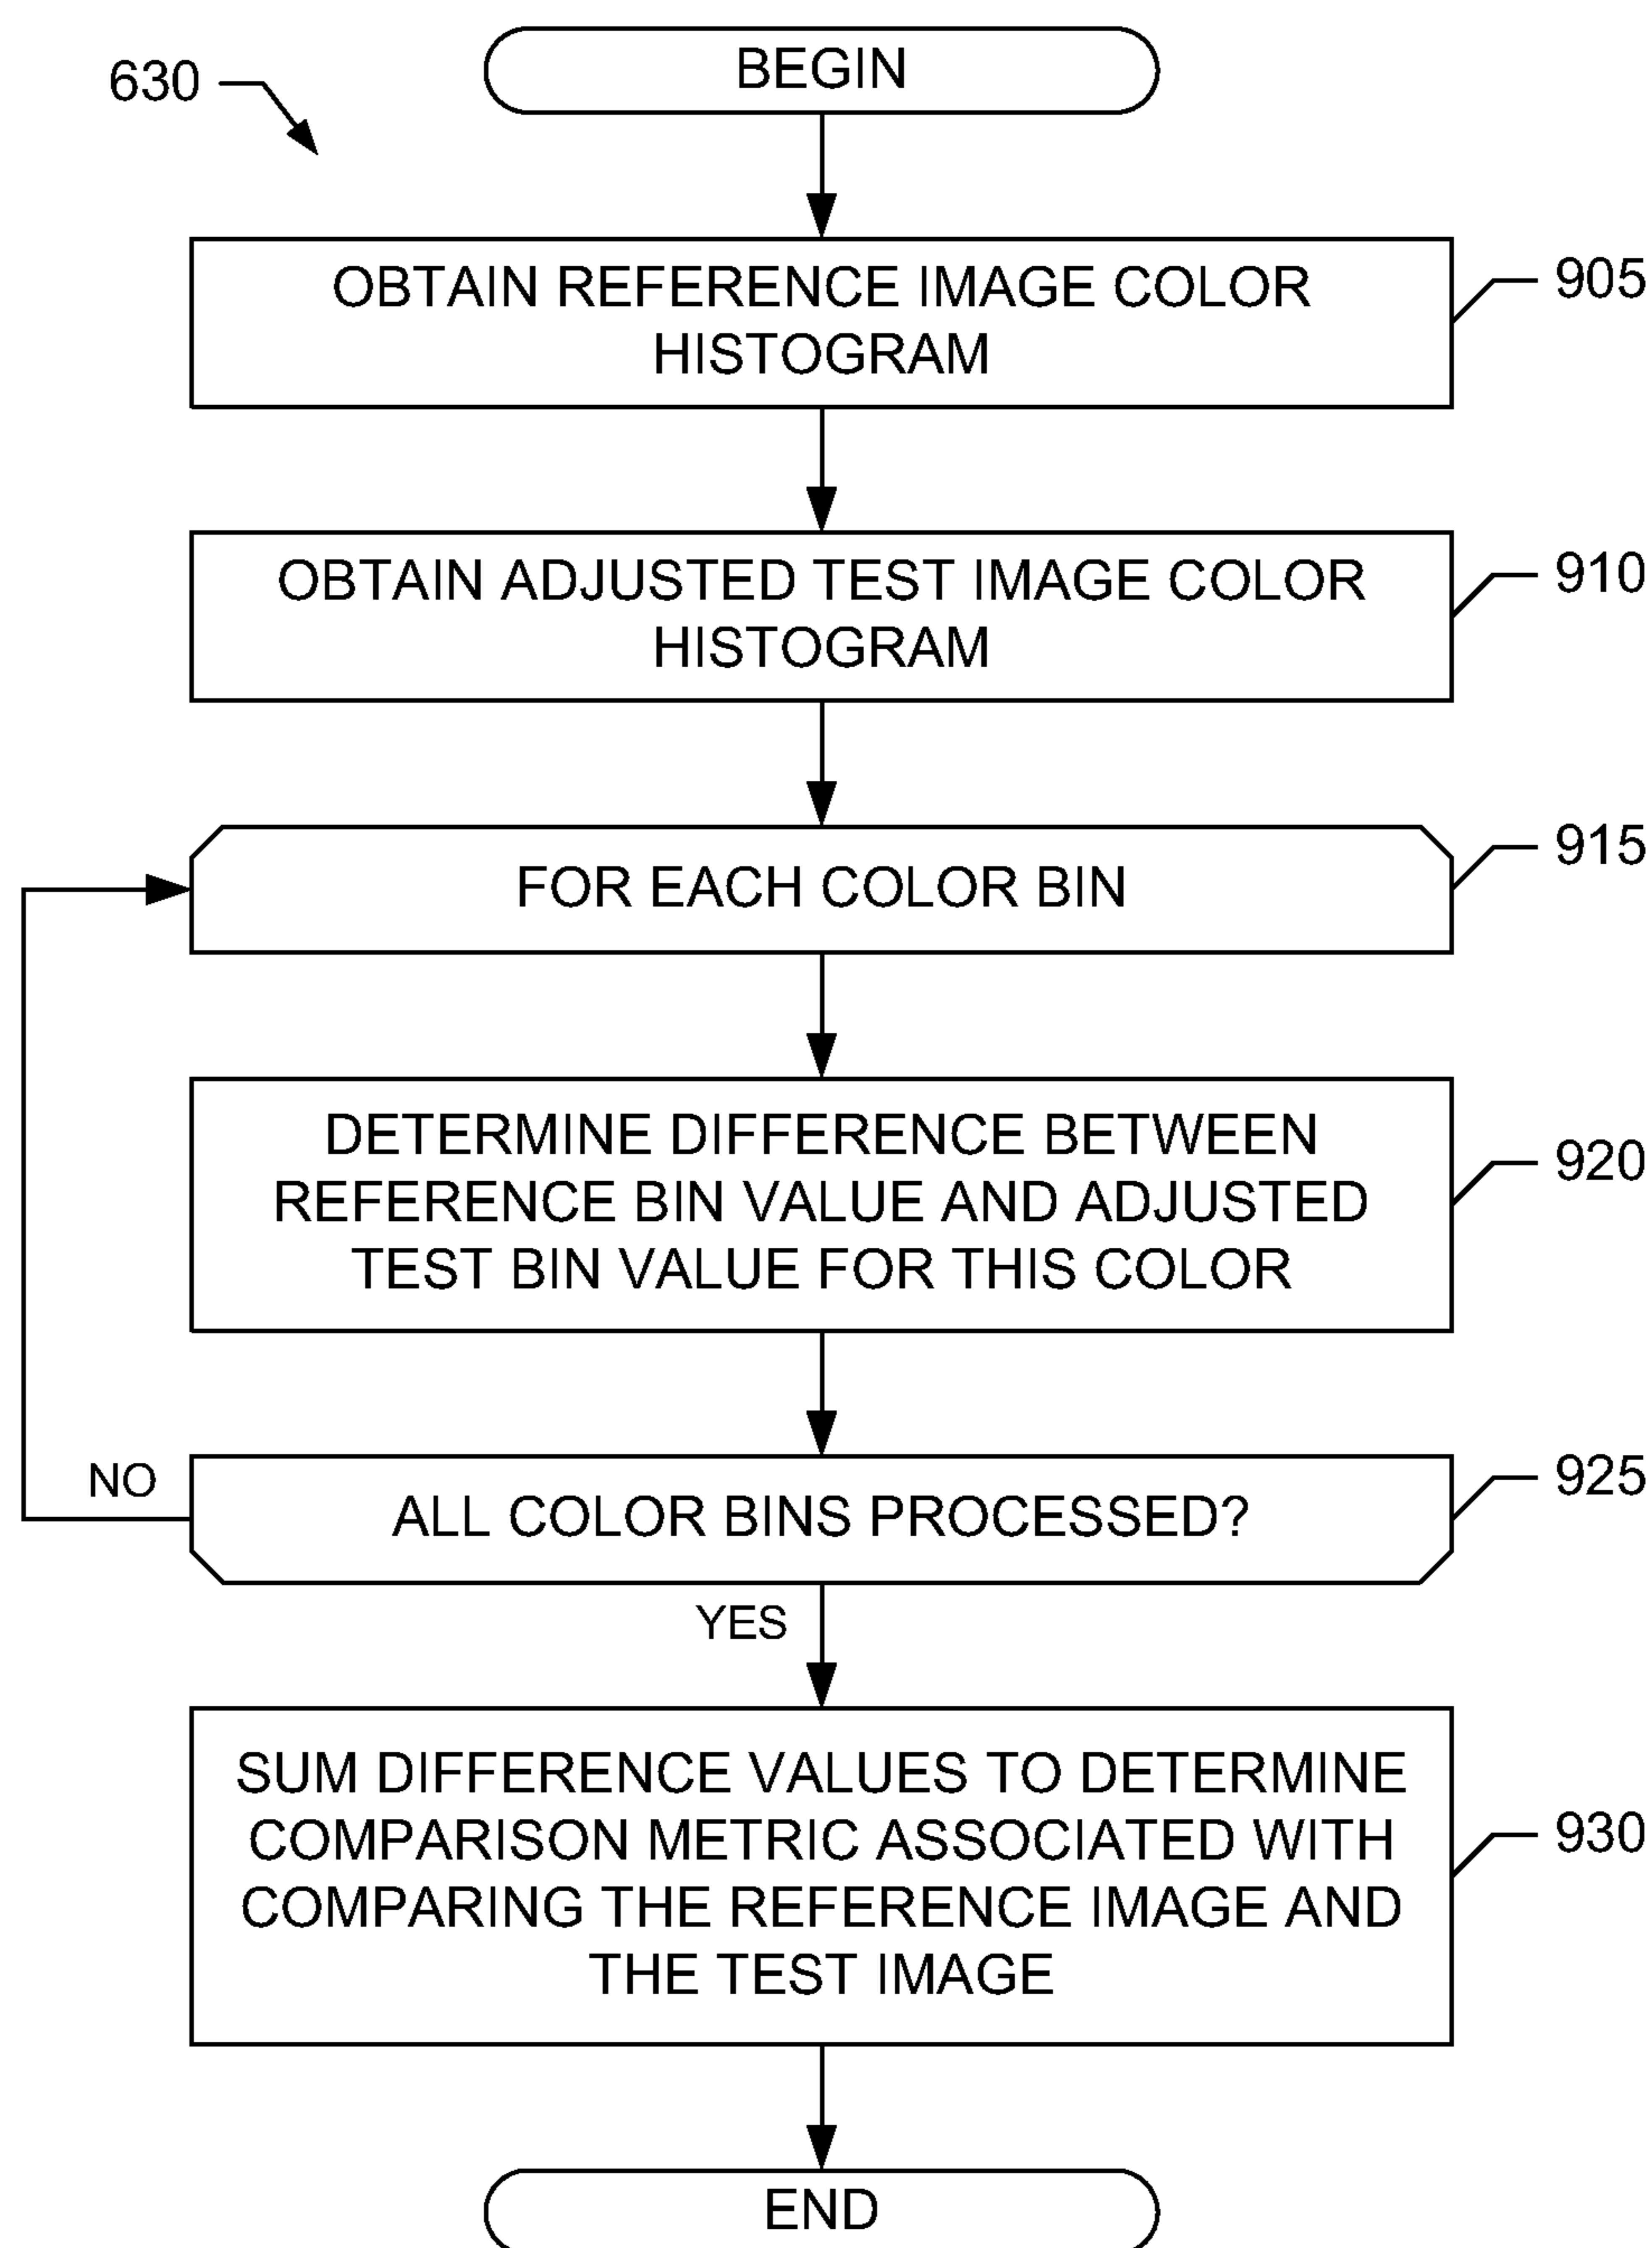 630
BEGIN
OBTAIN REFERENCE IMAGE COLOR
HISTOGRAM
905
OBTAIN ADJUSTED TEST IMAGE COLOR
HISTOGRAM
910
FOR EACH COLOR BIN
915
DETERMINE DIFFERENCE BETWEEN
REFERENCE BIN VALUE AND ADJUSTED
TEST BIN VALUE FOR THIS COLOR
920
NO
ALL COLOR BINS PROCESSED?
925
YES
SUM DIFFERENCE VALUES TO DETERMINE
COMPARISON METRIC ASSOCIATED WITH
COMPARING THE REFERENCE IMAGE AND
THE TEST IMAGE
930
END